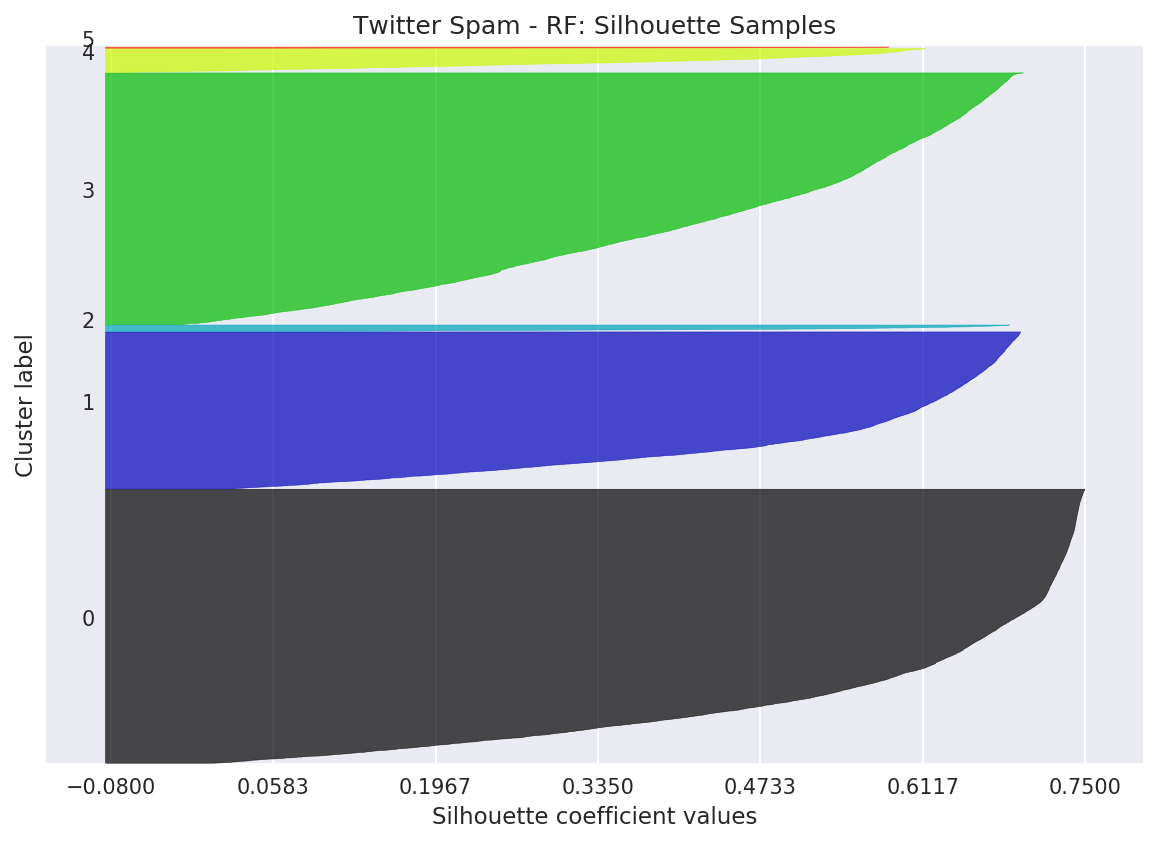 Twitter Spam - RF: Silhouette Samples
5
4
3
2
1
0
Cluster label
−0.0800 0.0583 0.1967 0.3350 0.4733 0.6117 0.7500
Silhouette coefficient values